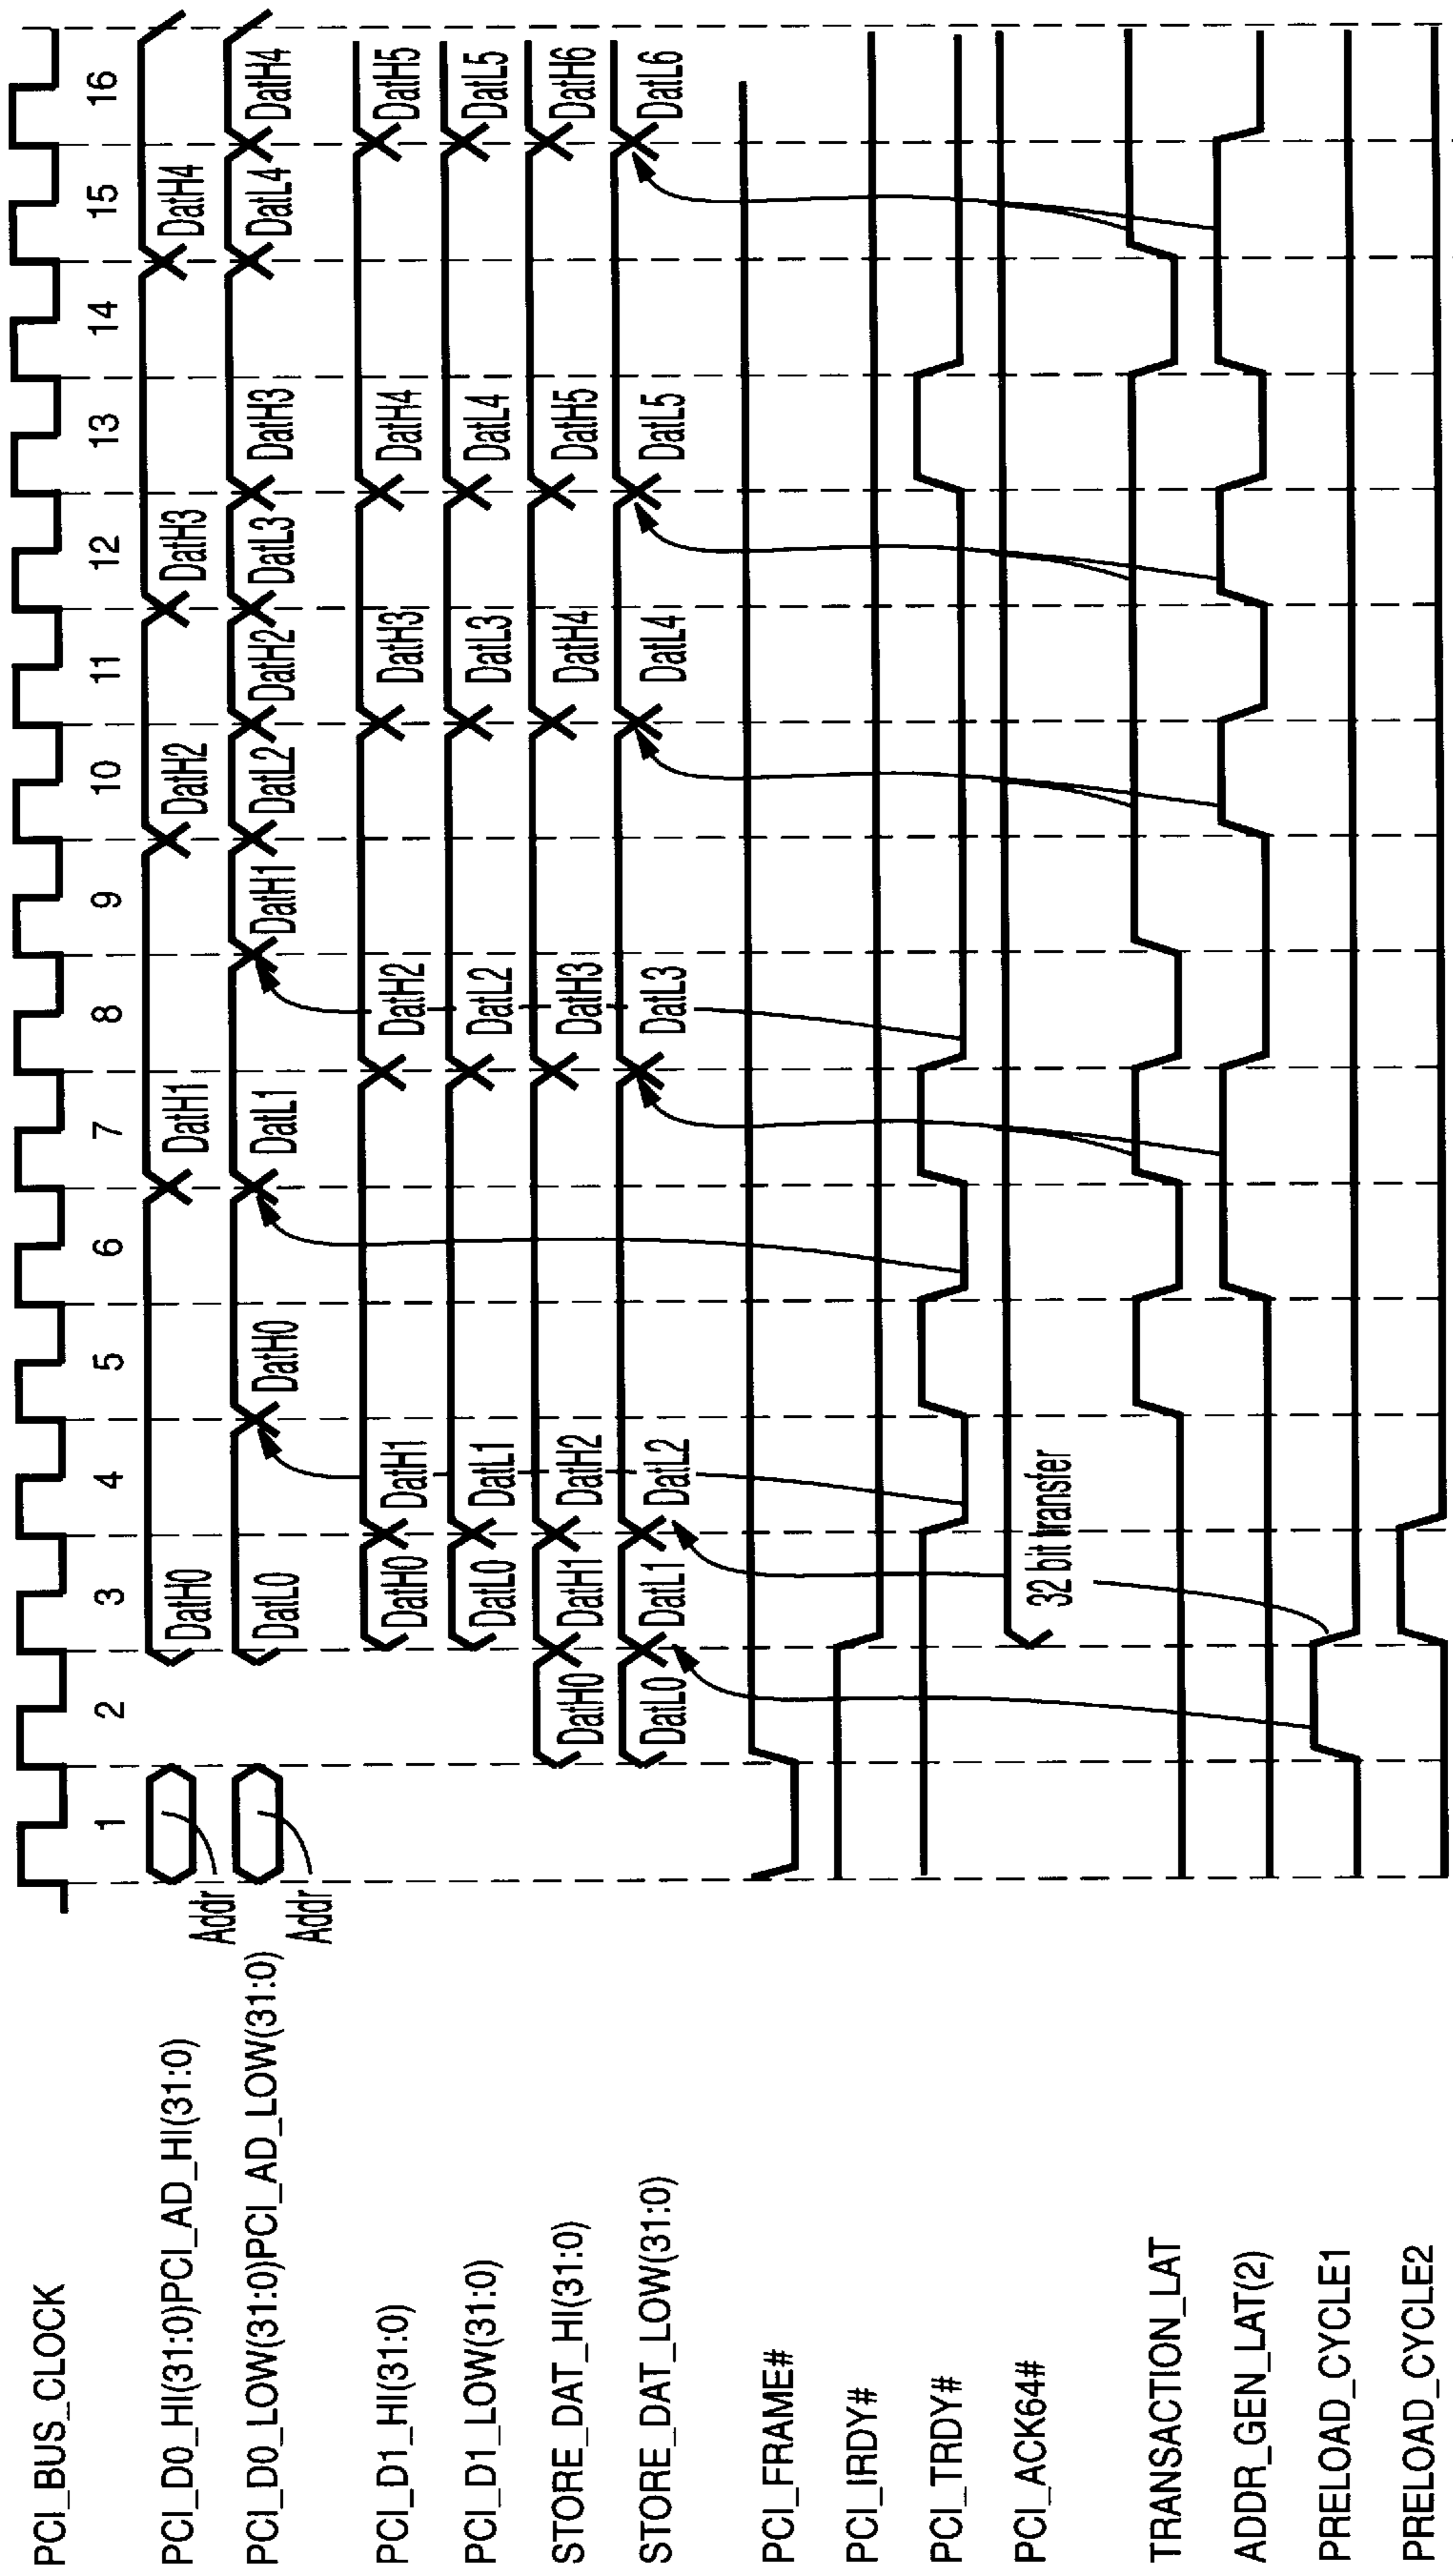 PCI_BUS_CLOCK
1 2 3 4 5 6 7 8 9 10 11 12 13 14 15 16
PCI_D0_HI(31:0)PCI_AD_HI(31:0)
Addr
DatH0 DatH1 DatH2 DatH3 DatH4
PCI_D0_LOW(31:0)PCI_AD_LOW(31:0)
Addr
DatL0 DatH0 DatL1 DatH1 DatL2 DatH2 DatL3 DatH3 DatL4 DatH4
PCI_D1_HI(31:0)
DatH0 DatH1 DatH2 DatH3 DatH4 DatH5
PCI_D1_LOW(31:0)
DatL0 DatL1 DatL2 DatL3 DatL4 DatL5
STORE_DAT_HI(31:0)
DatH0 DatH1 DatH2 DatH3 DatH4 DatH5 DatH6
STORE_DAT_LOW(31:0)
DatL0 DatL1 DatL2 DatL3 DatL4 DatL5 DatL6
PCI_FRAME#
PCI_IRDY#
PCI_TRDY#
PCI_ACK64#
32 bit transfer
TRANSACTION_LAT
ADDR_GEN_LAT(2)
PRELOAD_CYCLE1
PRELOAD_CYCLE2